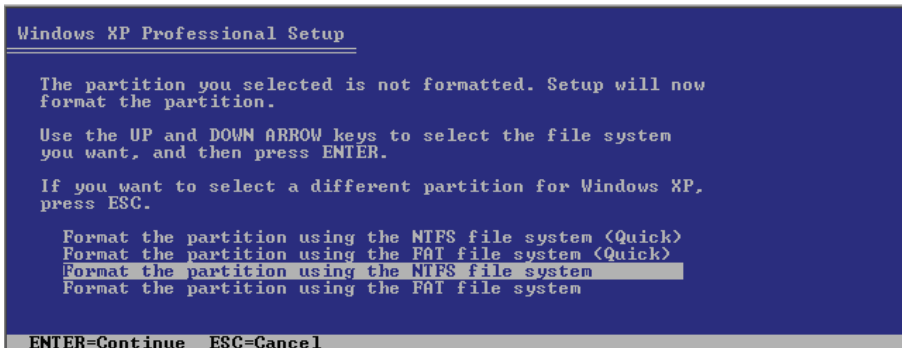 Windows XP Professional Setup
The partition you selected is not formatted. Setup will now
format the partition.
Use the UP and DOWN ARROW keys to select the file system
you want, and then press ENTER.
If you want to select a different partition for Windows XP,
press ESC.
Format the partition using the NTFS file system (Quick)
Format the partition using the FAT file system (Quick)
Format the partition using the NTFS file system
Format the partition using the FAT file system
ENTER=Continue ESC=Cancel